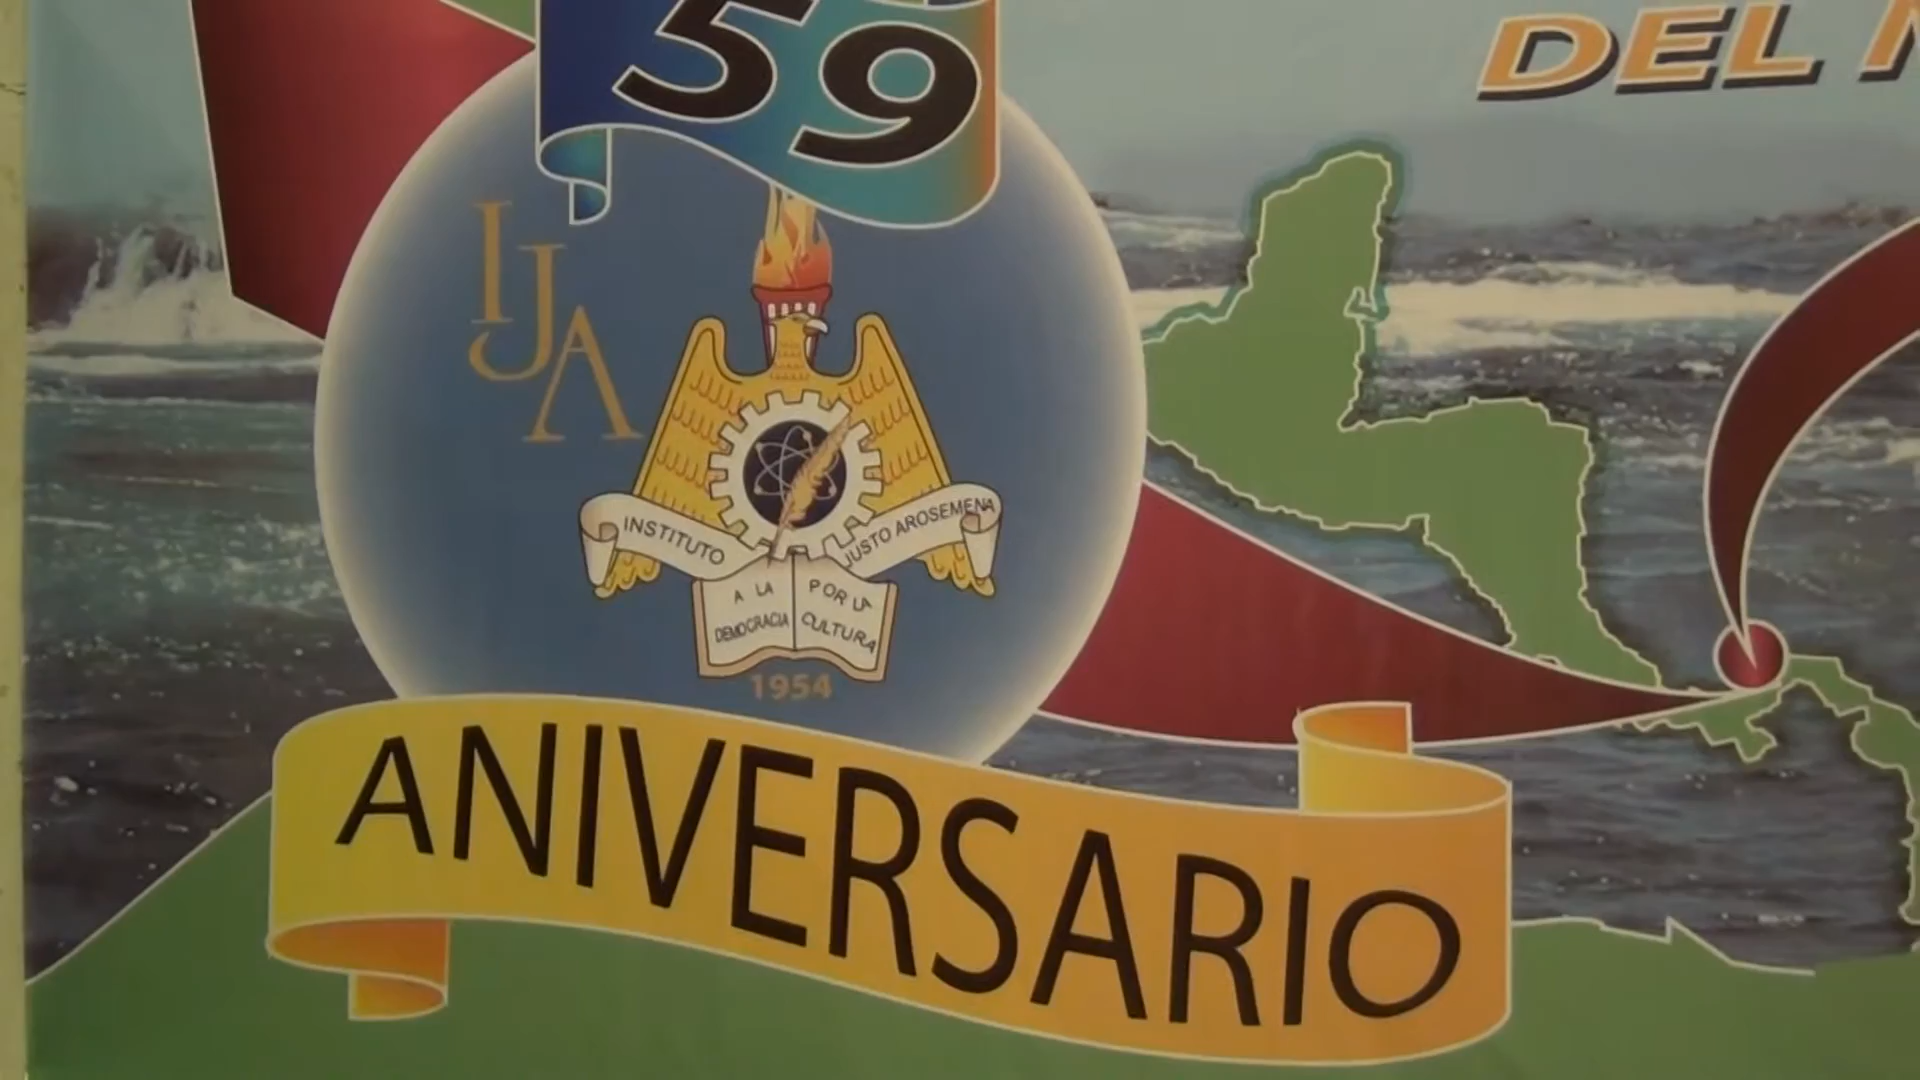 59
DEL
IJA
INSTITUTO
JUSTO AROSEMENA
A LA
DEMOCRACIA
POR LA
CULTURA
1954
ANIVERSARIO